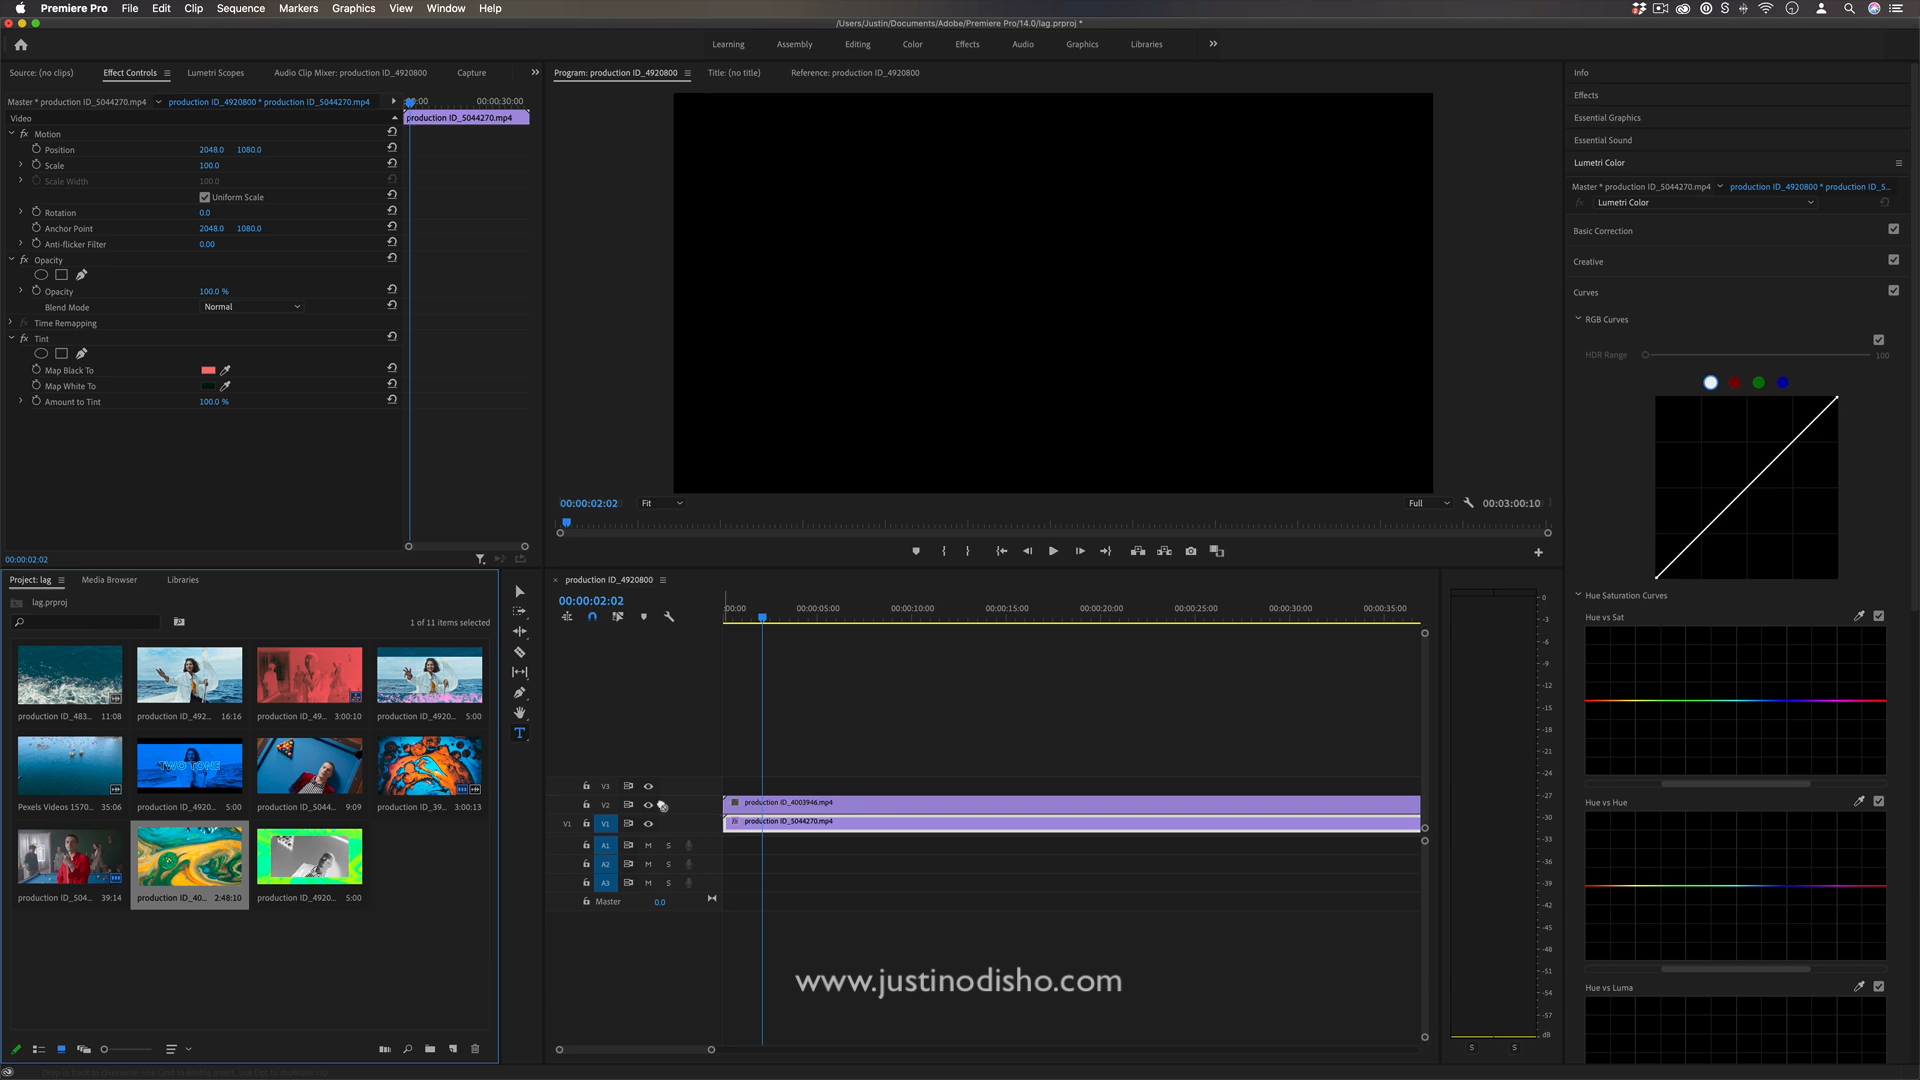 Premiere Pro File Edit Clip Sequence Markers Graphics View Window Help
/Users/Justin/Documents/Adobe/Premiere Pro/14.0/lag.prproj *
Learning Assembly Editing Color Effects Audio Graphics Libraries
Source: (no clips) Effect Controls Lumetri Scopes Audio Clip Mixer: production ID_4920800 Capture
Master * production ID_5044270.mp4 production ID_4920800 * production ID_5044270.mp4
:00:00 00:00:30:00
Video
production ID_5044270.mp4
fx Motion
Position 2048.0 1080.0
Scale 100.0
Scale Width 100.0
Uniform Scale
Rotation 0.0
Anchor Point 2048.0 1080.0
Anti-flicker Filter 0.00
fx Opacity
Opacity 100.0 %
Blend Mode Normal
fx Time Remapping
fx Tint
Map Black To
Map White To
Amount to Tint 100.0 %
00:00:02:02
Program: production ID_4920800 Title: (no title) Reference: production ID_4920800
00:00:02:02 Fit Full 00:03:00:10
Info
Effects
Essential Graphics
Essential Sound
Lumetri Color
Master * production ID_5044270.mp4 production ID_4920800 * production ID_5...
fx Lumetri Color
Basic Correction
Creative
Curves
RGB Curves
HDR Range 100
Hue Saturation Curves
Hue vs Sat
Hue vs Hue
Hue vs Luma
Project: lag Media Browser Libraries
lag.prproj
1 of 11 items selected
production ID_483... 11:08
production ID_492... 16:16
production ID_49... 3:00:10
production ID_4920... 5:00
TWO TONE
Pexels Videos 1570... 35:06
production ID_4920... 5:00
production ID_5044... 9:09
production ID_39... 3:00:13
production ID_504... 39:14
production ID_40... 2:48:10
production ID_4920... 5:00
T
production ID_4920800
00:00:02:02
:00:00 00:00:05:00 00:00:10:00 00:00:15:00 00:00:20:00 00:00:25:00 00:00:30:00 00:00:35:00
V3
V2 production ID_4003946.mp4
V1 V1 fx production ID_5044270.mp4
A1 M S
A2 M S
A3 M S
Master 0.0
0
-3
-6
-9
-12
-15
-18
-21
-24
-27
-30
-33
-36
-39
-42
-45
-48
-51
-54
-57
dB
S S
www.justinodisho.com